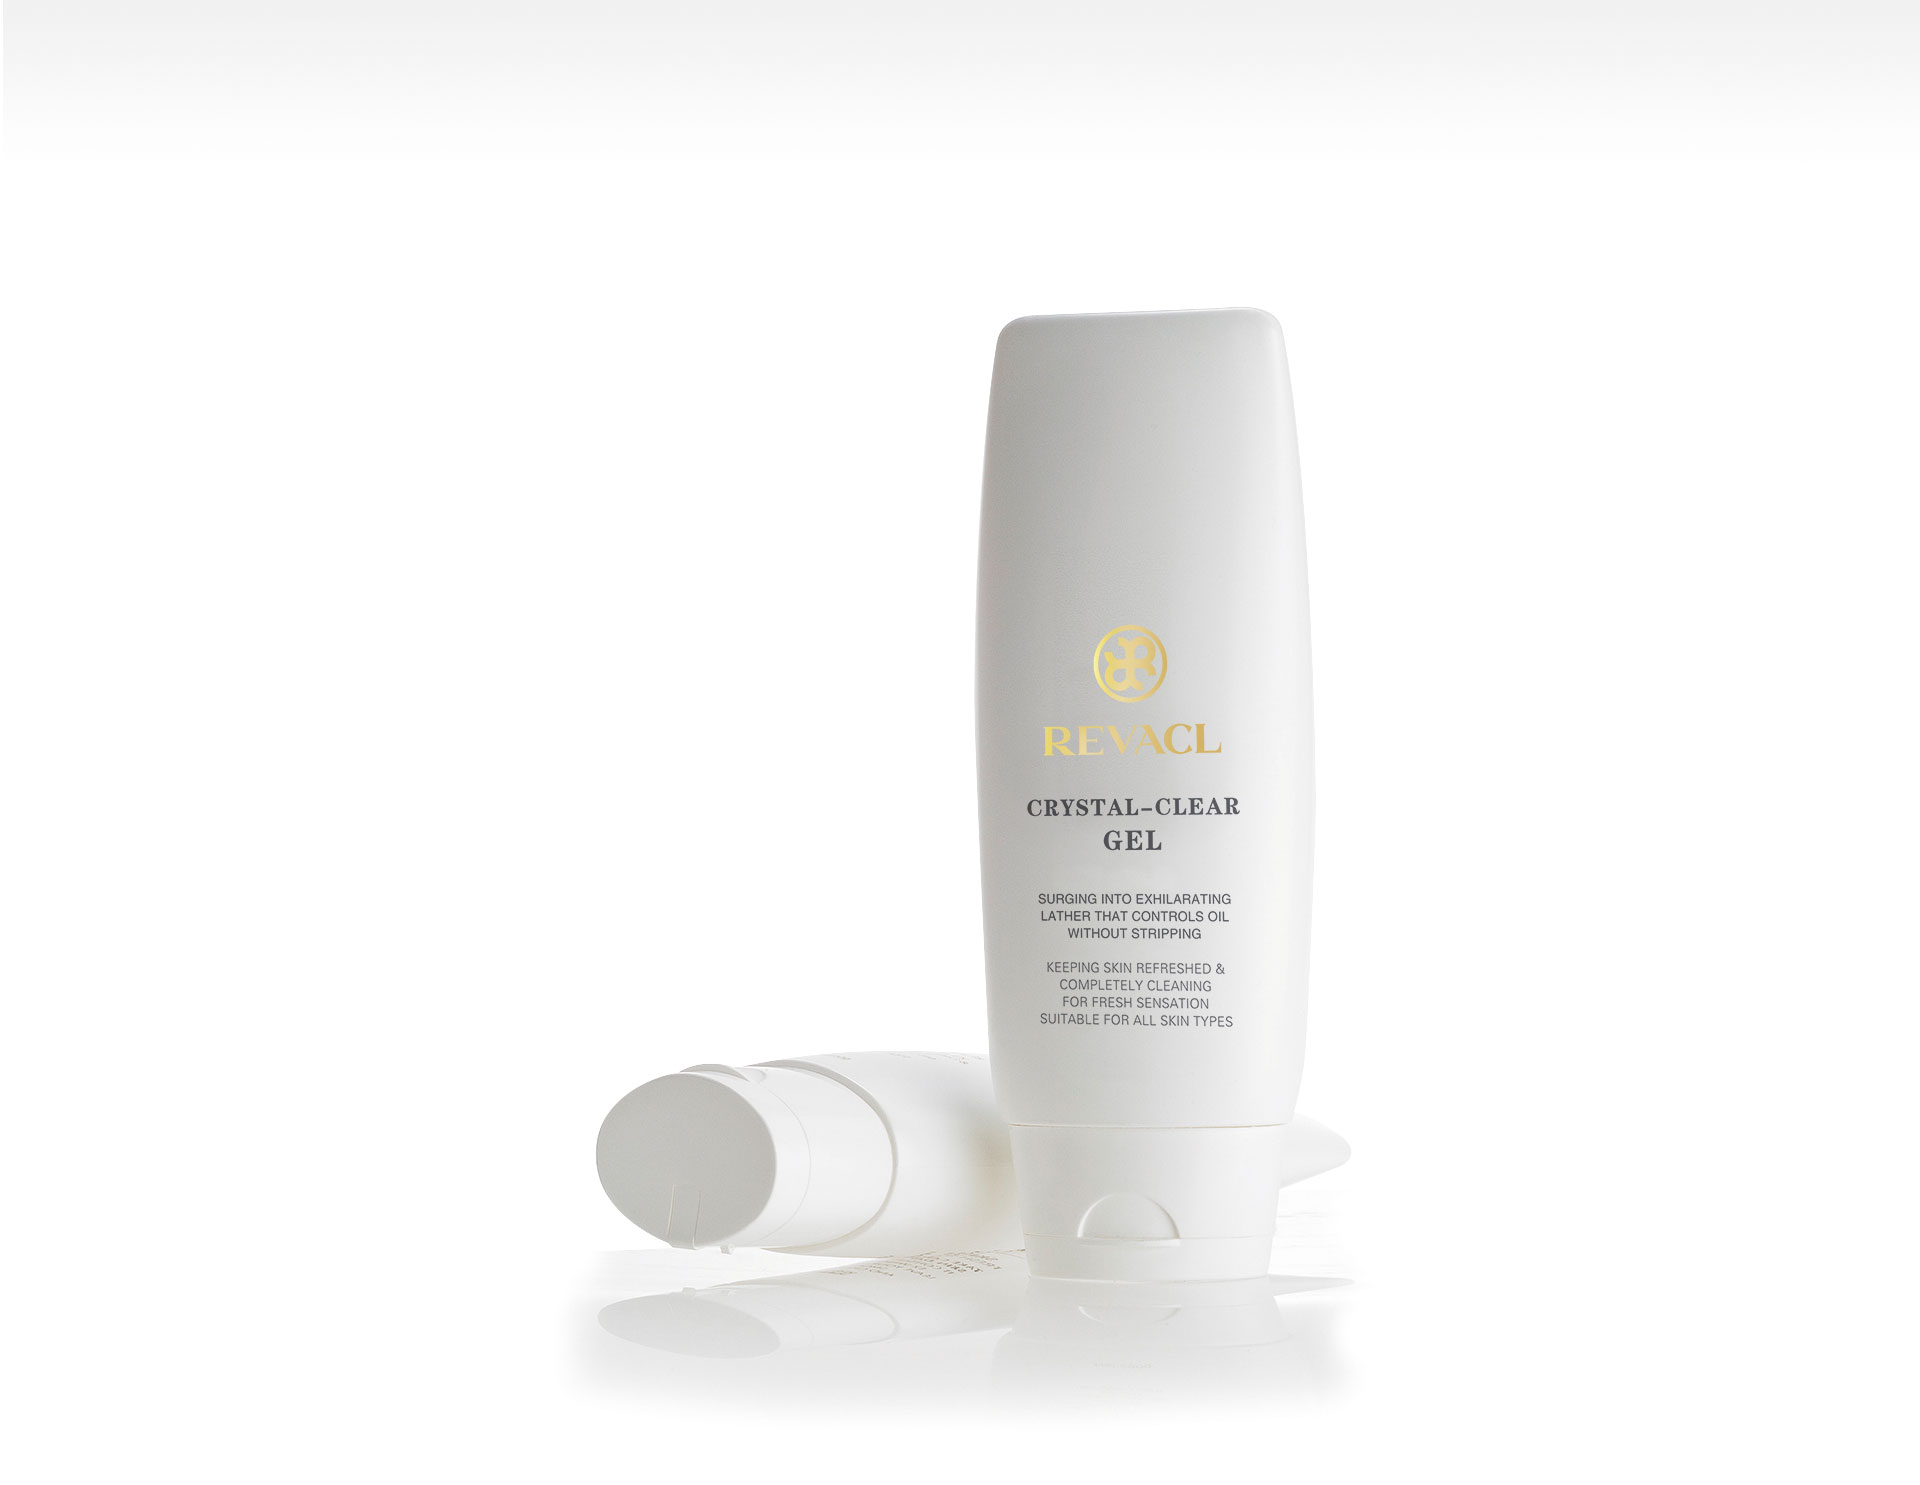 REVACL
CRYSTAL-CLEAR
GEL
SURGING INTO EXHILARATING
LATHER THAT CONTROLS OIL
WITHOUT STRIPPING
KEEPING SKIN REFRESHED &
COMPLETELY CLEANING
FOR FRESH SENSATION
SUITABLE FOR ALL SKIN TYPES